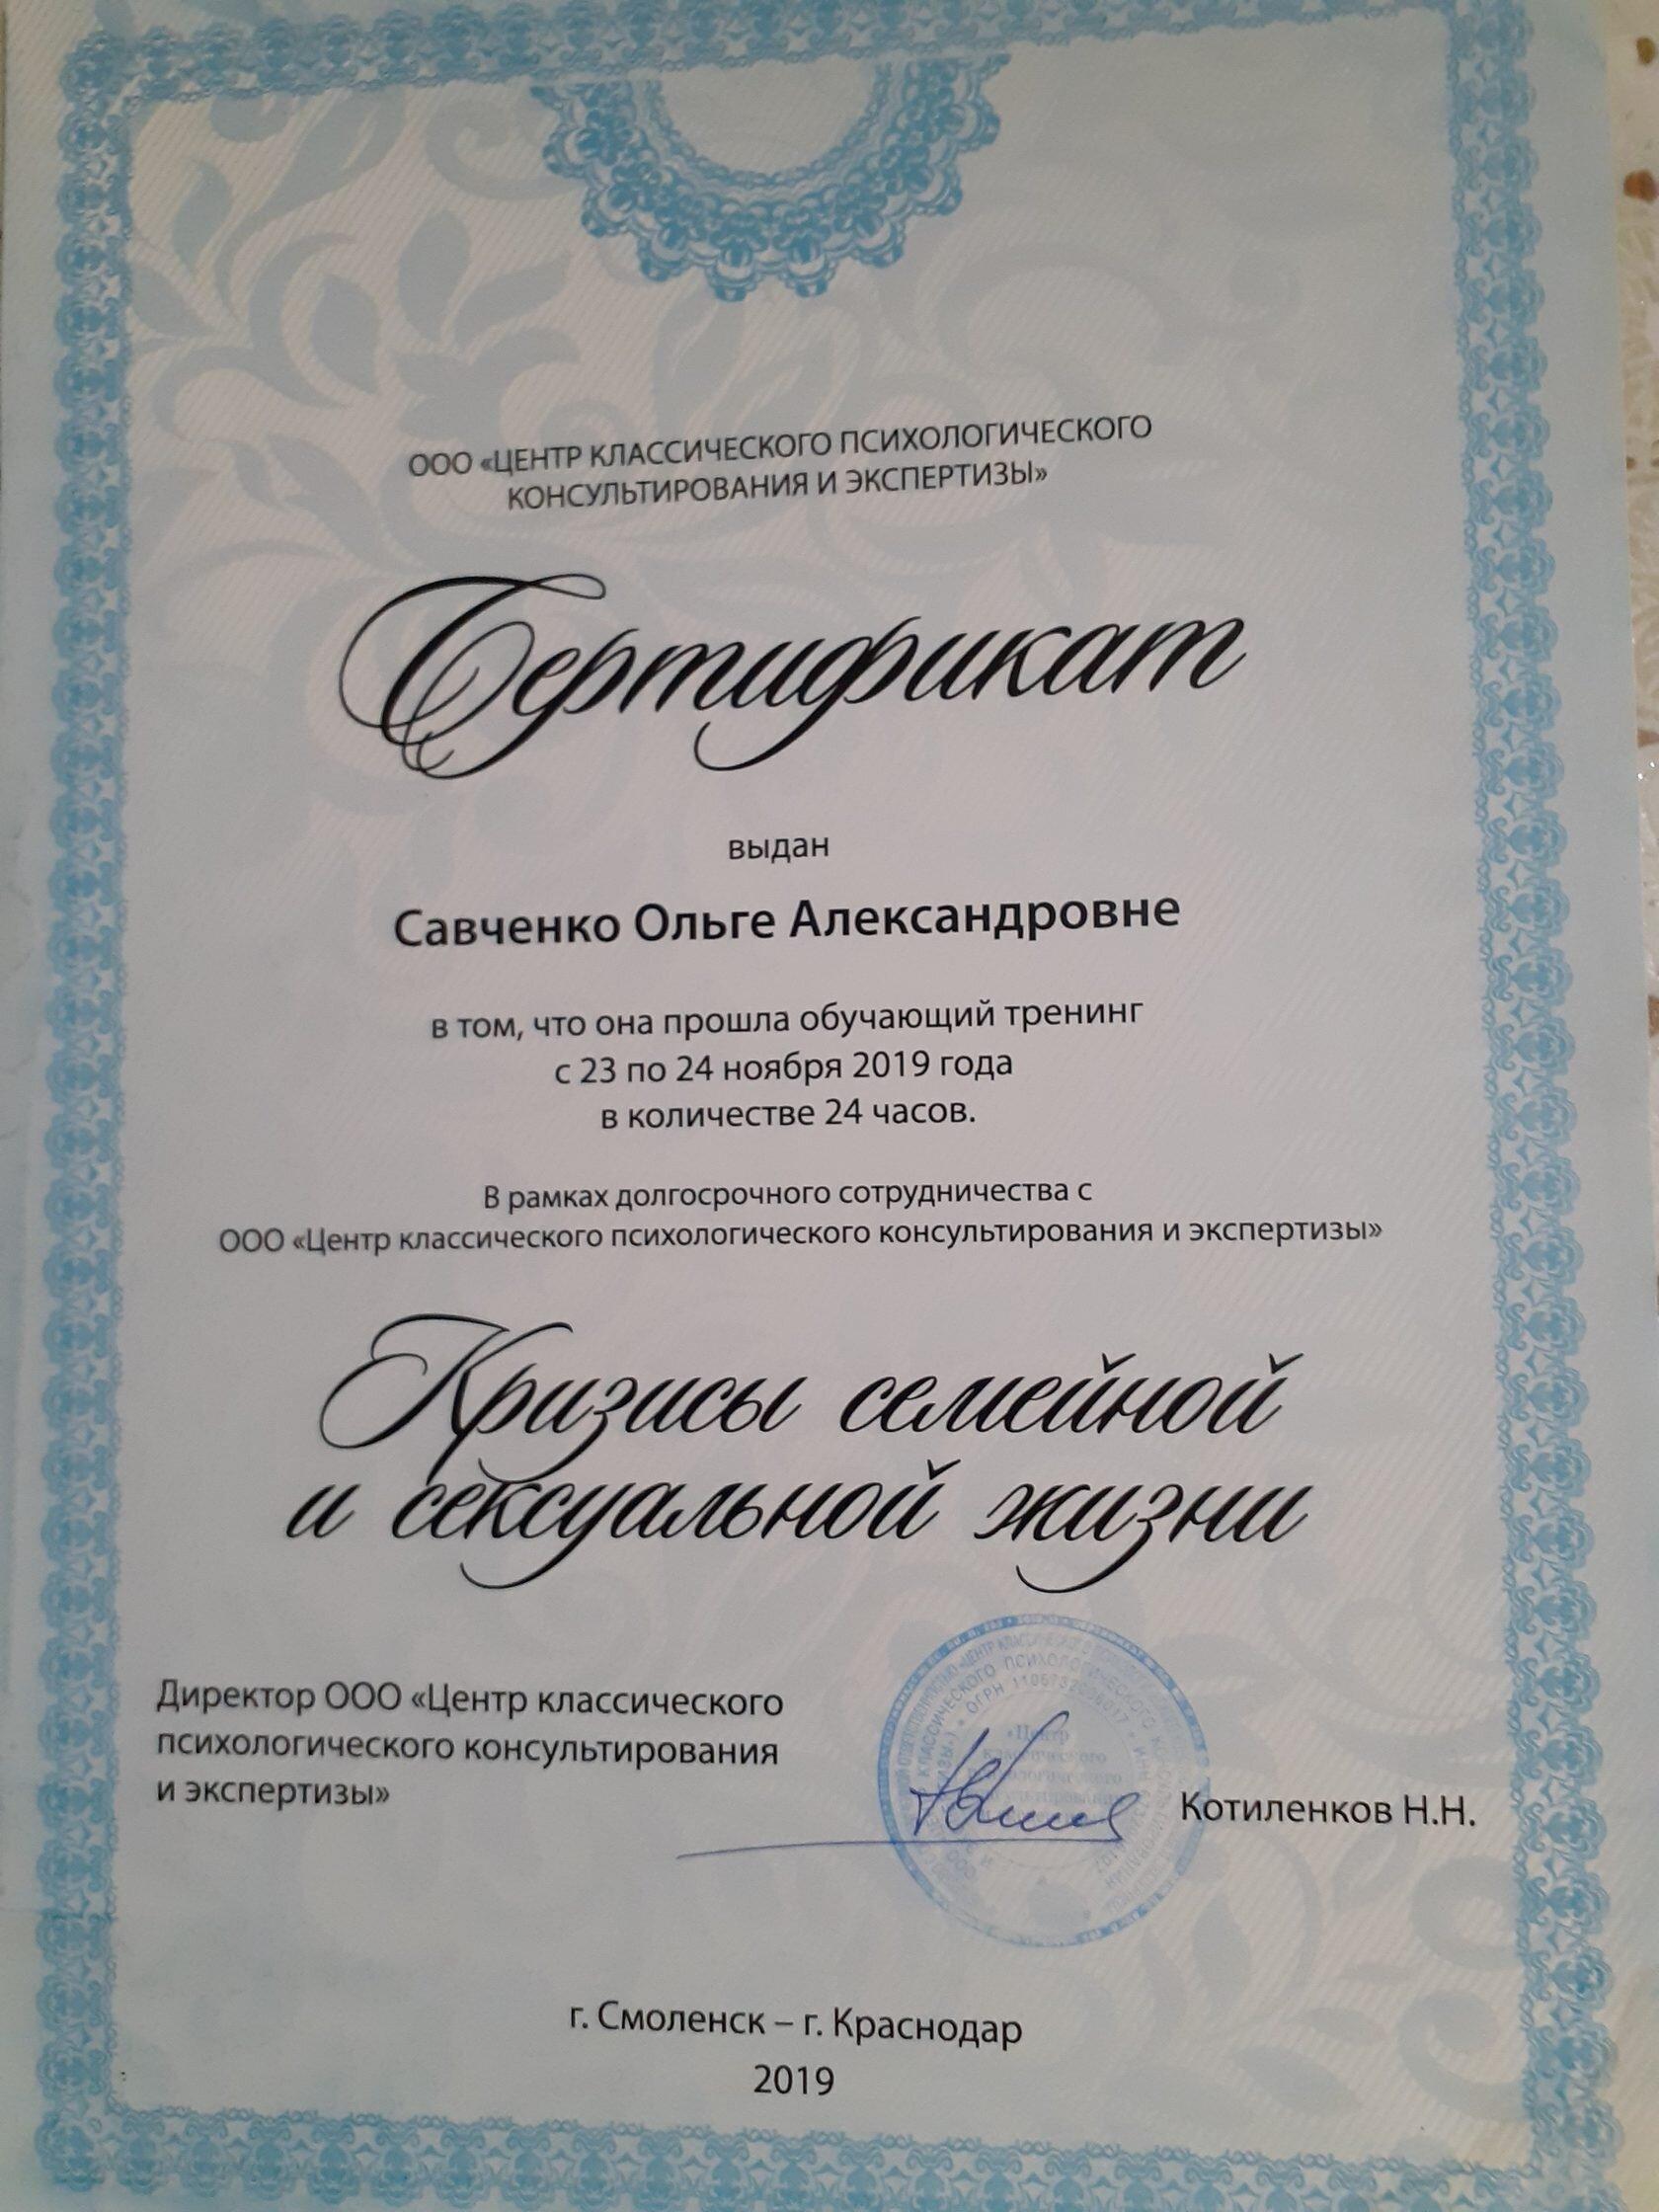 ООО «ЦЕНТР КЛАССИЧЕСКОГО ПСИХОЛОГИЧЕСКОГО
КОНСУЛЬТИРОВАНИЯ И ЭКСПЕРТИЗЫ»
Сертификат
выдан
Савченко Ольге Александровне
в том, что она прошла обучающий тренинг
с 23 по 24 ноября 2019 года
в количестве 24 часов.
В рамках долгосрочного сотрудничества с
ООО «Центр классического психологического консультирования и экспертизы»
Кризисы семейной
и сексуальной жизни
Директор ООО «Центр классического
психологического консультирования
и экспертизы»
Котиленков Н.Н.
г. Смоленск – г. Краснодар
2019